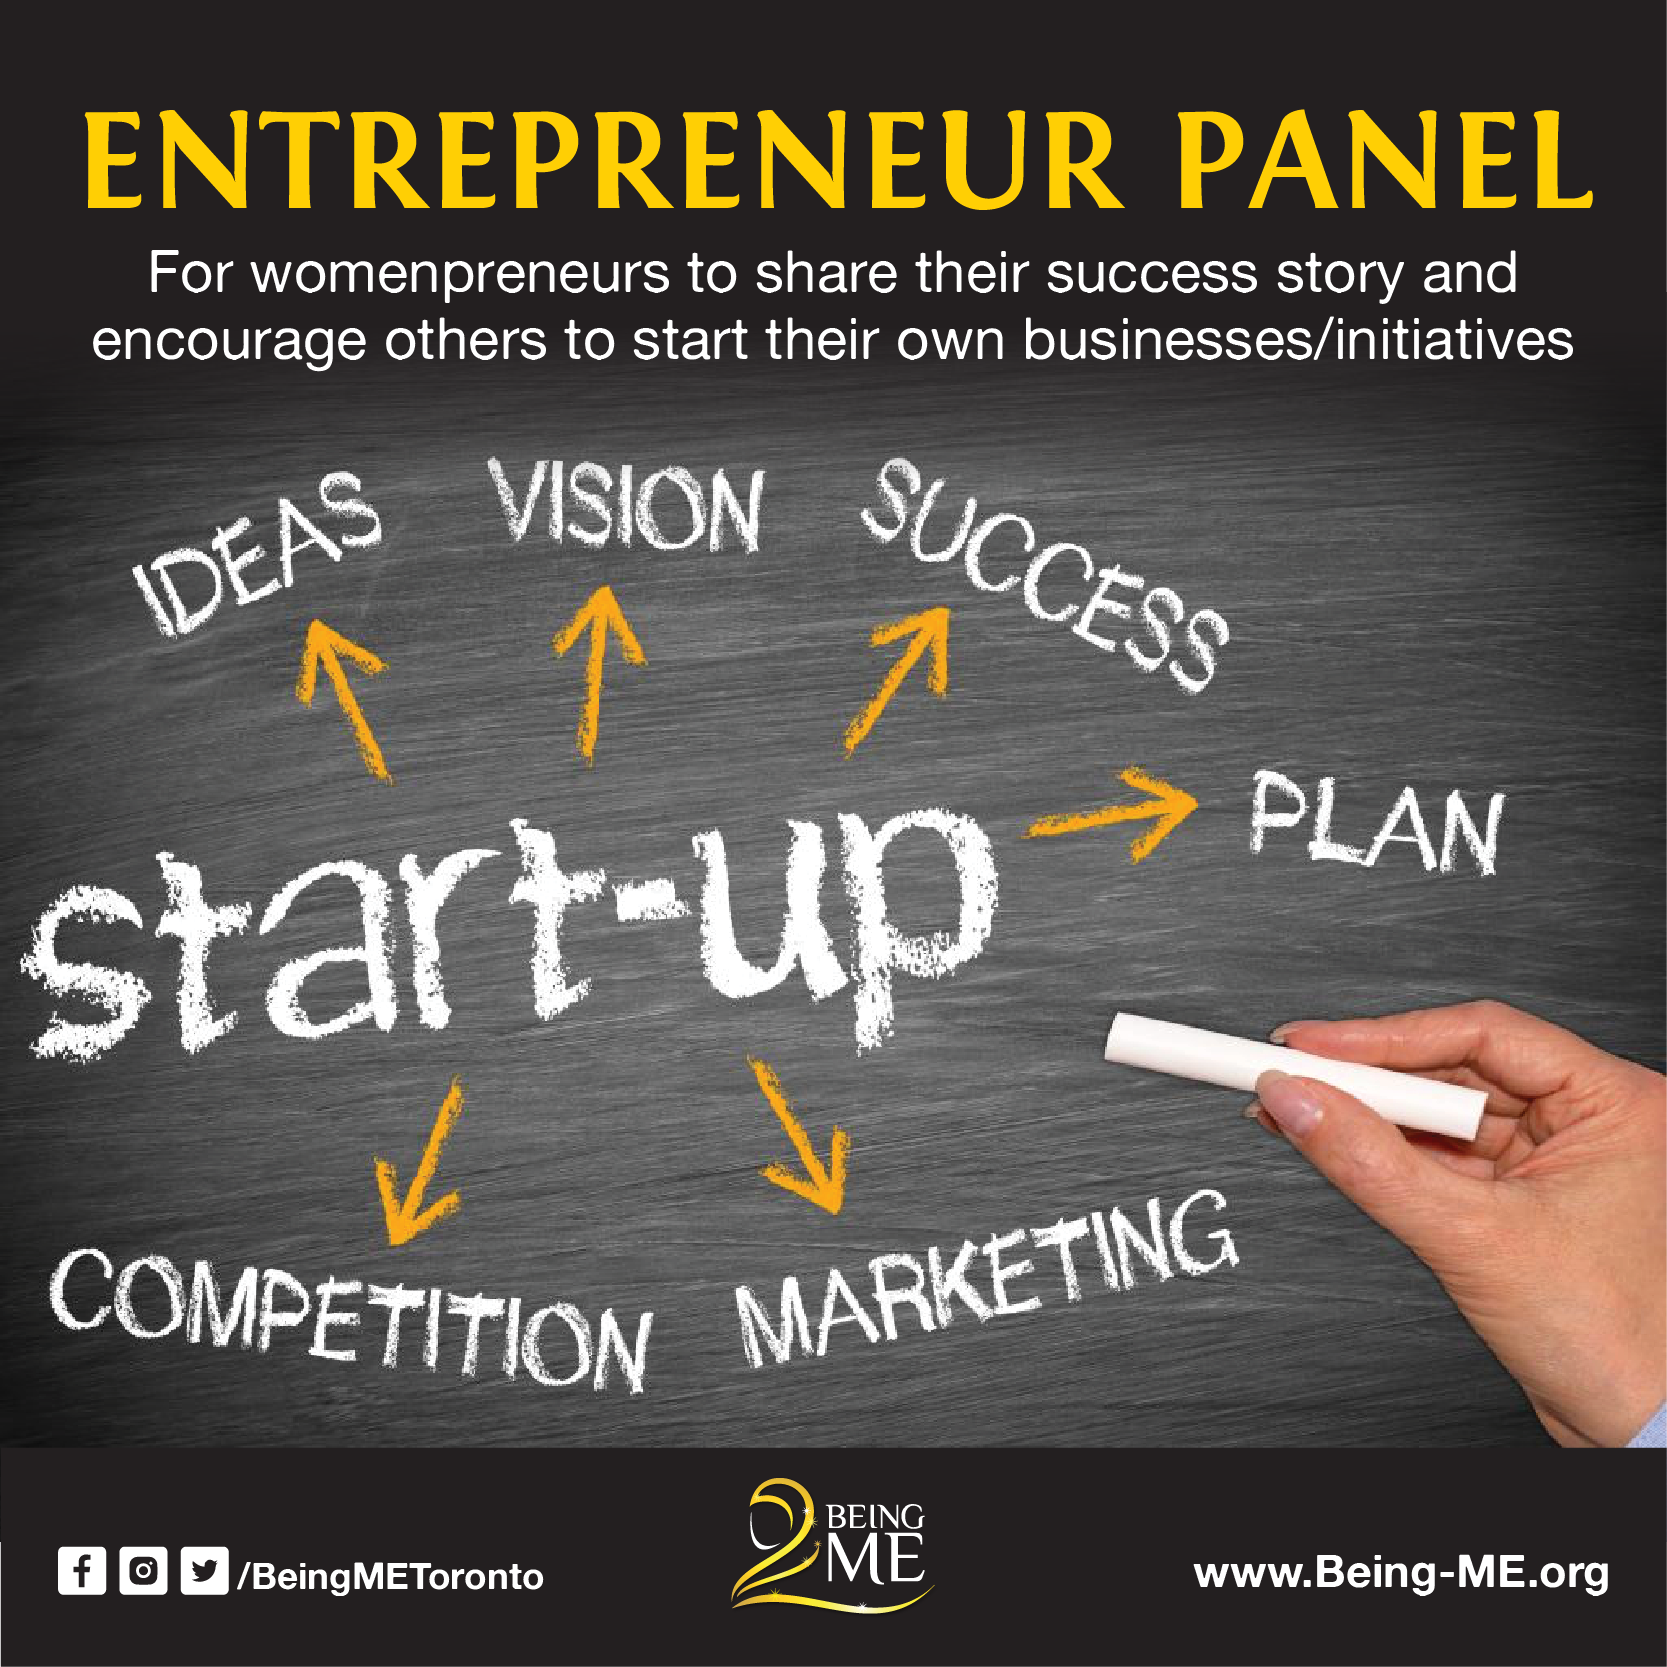 ENTREPRENEUR PANEL
For womenpreneurs to share their success story and
encourage others to start their own businesses/initiatives
IDEAS
VISION
SUCCESS
PLAN
start-up
COMPETITION
MARKETING
/BeingMEToronto
BEING
ME
www.Being-ME.org